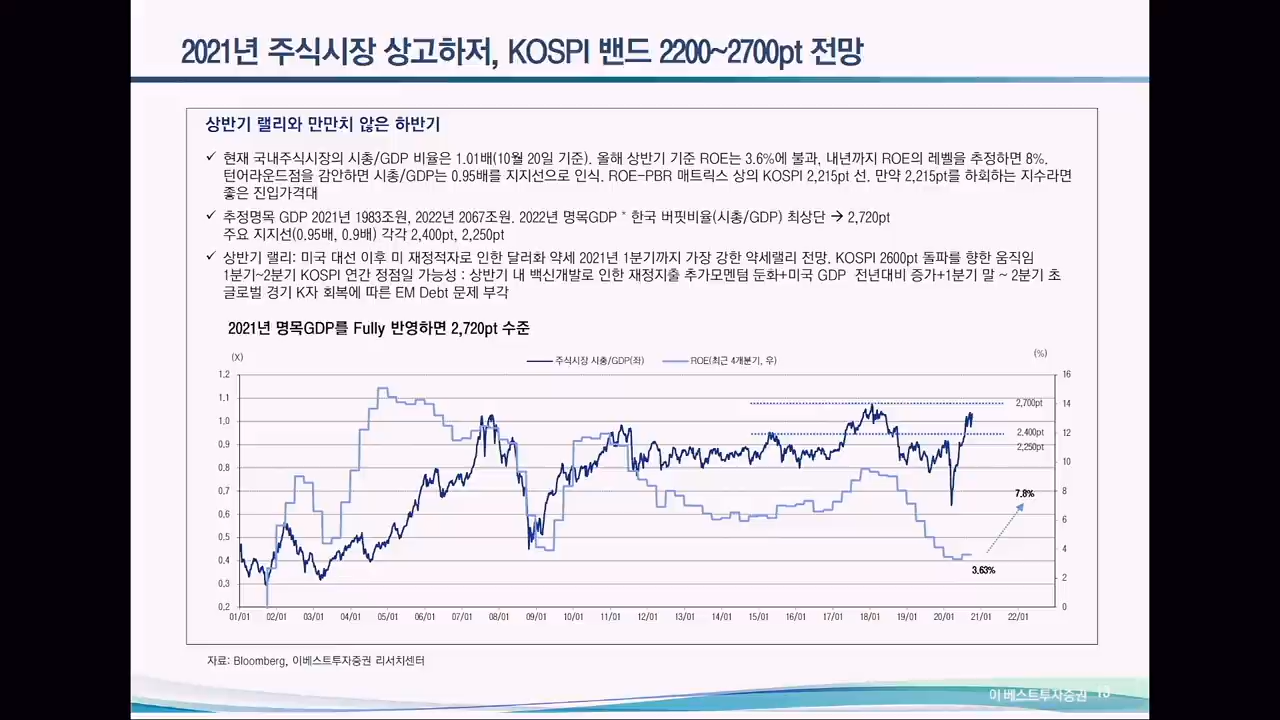 2021년 주식시장 상고하저, KOSPI 밴드 2200~2700pt 전망
상반기 랠리와 만만치 않은 하반기
✓ 현재 국내주식시장의 시총/GDP 비율은 1.01배(10월 20일 기준). 올해 상반기 기준 ROE는 3.6%에 불과, 내년까지 ROE의 레벨을 추정하면 8%.
턴어라운드점을 감안하면 시총/GDP는 0.95배를 지지선으로 인식. ROE-PBR 매트릭스 상의 KOSPI 2,215pt 선. 만약 2,215pt를 하회하는 지수라면
좋은 진입가격대
✓ 추정명목 GDP 2021년 1983조원, 2022년 2067조원. 2022년 명목GDP * 한국 버핏비율(시총/GDP) 최상단 → 2,720pt
주요 지지선(0.95배, 0.9배) 각각 2,400pt, 2,250pt
✓ 상반기 랠리: 미국 대선 이후 미 재정적자로 인한 달러화 약세 2021년 1분기까지 가장 강한 약세랠리 전망. KOSPI 2600pt 돌파를 향한 움직임
1분기~2분기 KOSPI 연간 정점일 가능성 : 상반기 내 백신개발로 인한 재정지출 추가모멘텀 둔화+미국 GDP 전년대비 증가+1분기 말 ~ 2분기 초
글로벌 경기 K자 회복에 따른 EM Debt 문제 부각
2021년 명목GDP를 Fully 반영하면 2,720pt 수준
(X) 주식시장 시총/GDP(좌) ROE(최근 4개분기, 우) (%)
1.2 16
1.1 14
1.0 12
0.9 10
0.8 8
0.7 6
0.6 4
0.5 2
0.4 0
0.3
0.2
2,700pt
2,400pt
2,250pt
7.8%
3.63%
01/01 02/01 03/01 04/01 05/01 06/01 07/01 08/01 09/01 10/01 11/01 12/01 13/01 14/01 15/01 16/01 17/01 18/01 19/01 20/01 21/01 22/01
자료: Bloomberg, 이베스트투자증권 리서치센터
이베스트투자증권